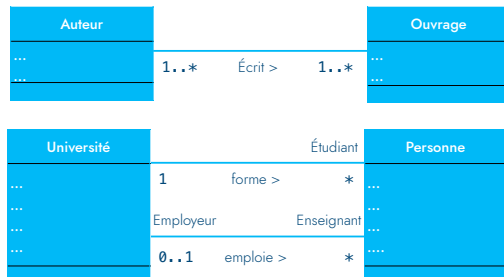 Auteur
Ouvrage
...
...
1..* Écrit > 1..*
...
...
Université
Étudiant
Personne
...
...
...
...
1 forme > *
Employeur Enseignant
0..1 emploie > *
...
...
...
....